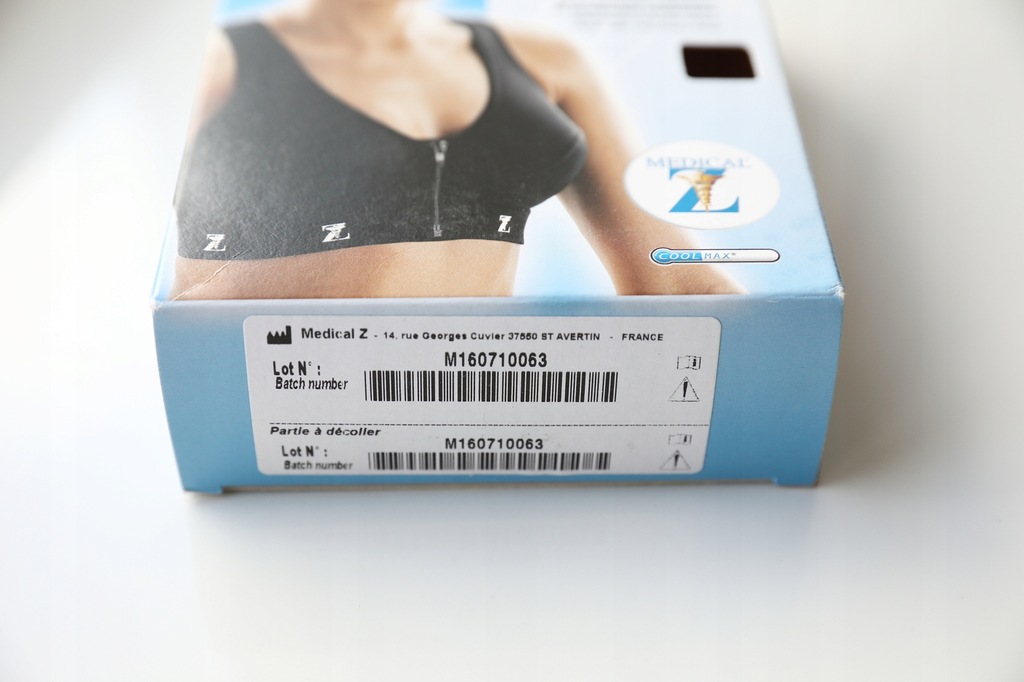 MEDICAL
Z
Z
Z
Z
COOLMAX®
Medical Z - 14, rue Georges Cuvier 37550 ST AVERTIN - FRANCE
Lot N° :
Batch number
M160710063
Partie à décoller
Lot N° :
Batch number
M160710063